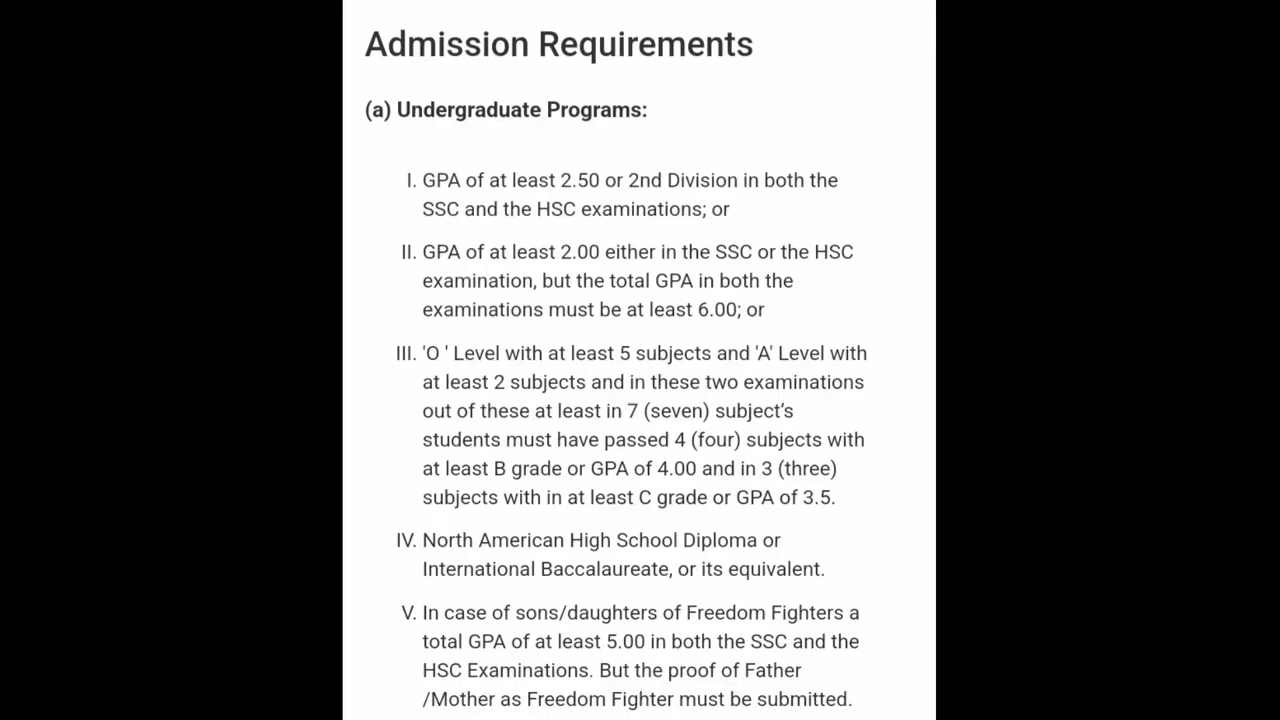 Admission Requirements
(a) Undergraduate Programs:
I. GPA of at least 2.50 or 2nd Division in both the
SSC and the HSC examinations; or
II. GPA of at least 2.00 either in the SSC or the HSC
examination, but the total GPA in both the
examinations must be at least 6.00; or
III. 'O ' Level with at least 5 subjects and 'A' Level with
at least 2 subjects and in these two examinations
out of these at least in 7 (seven) subject’s
students must have passed 4 (four) subjects with
at least B grade or GPA of 4.00 and in 3 (three)
subjects with in at least C grade or GPA of 3.5.
IV. North American High School Diploma or
International Baccalaureate, or its equivalent.
V. In case of sons/daughters of Freedom Fighters a
total GPA of at least 5.00 in both the SSC and the
HSC Examinations. But the proof of Father
/Mother as Freedom Fighter must be submitted.